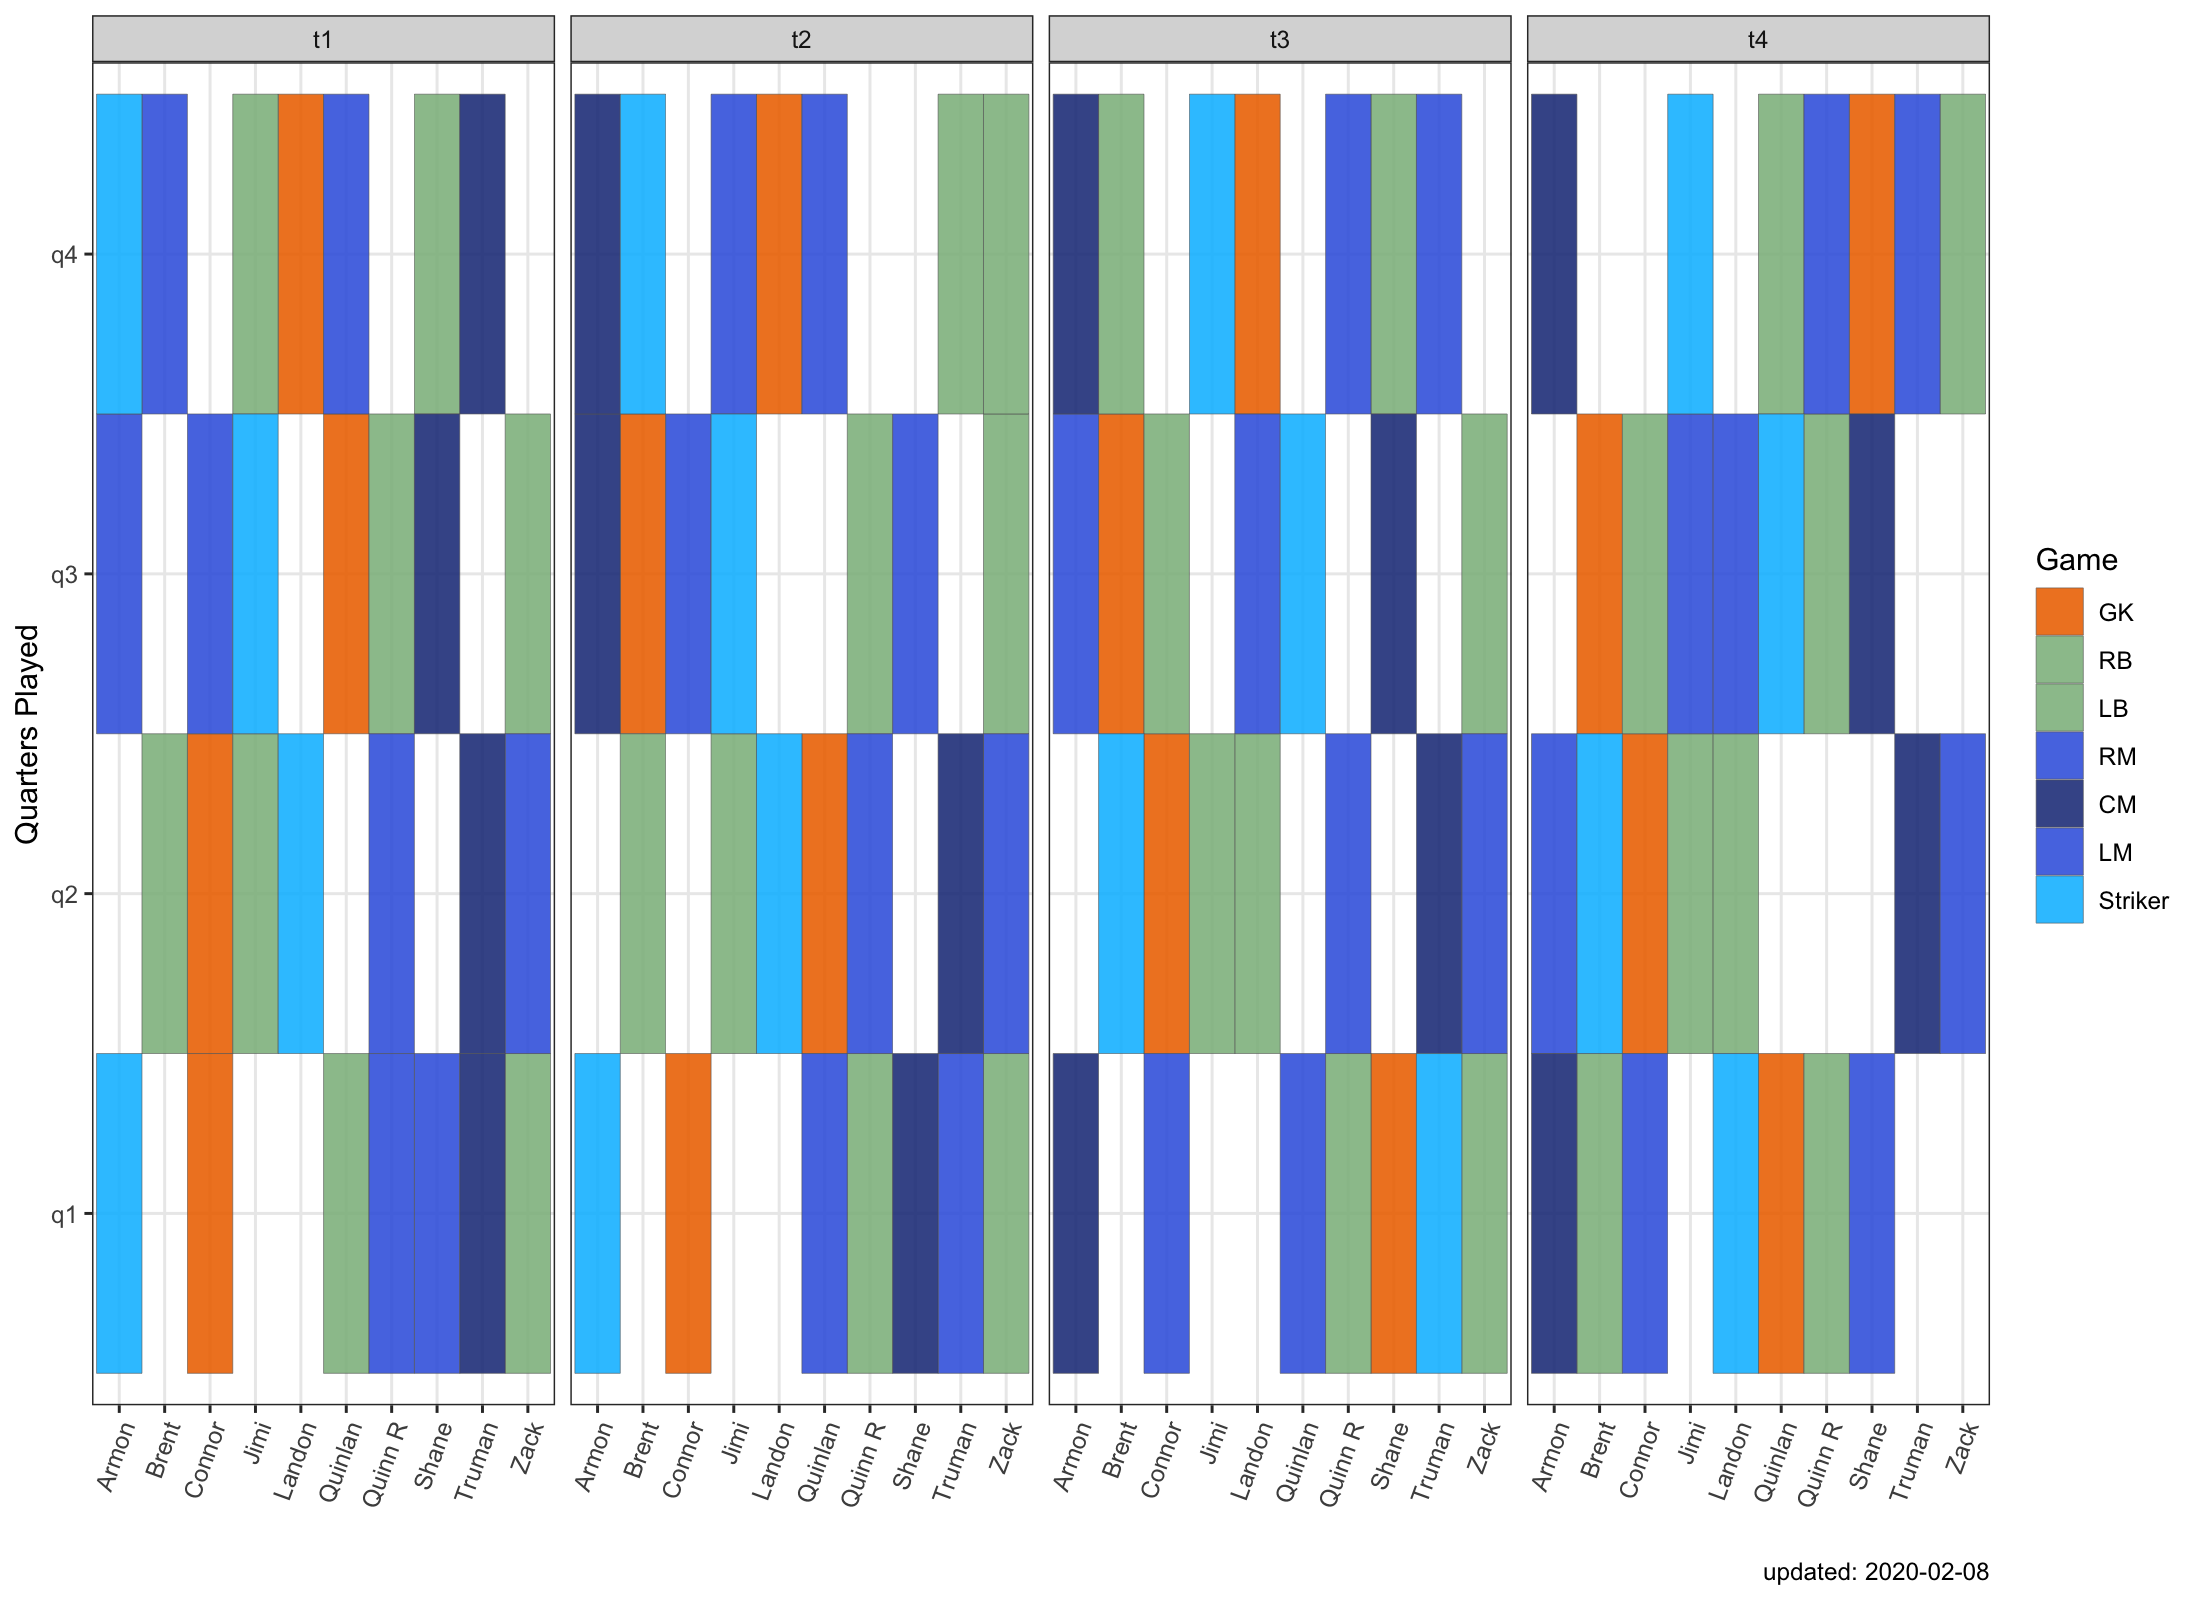 t1 t2 t3 t4
q4
q3
q2
q1
Quarters Played
Armon Brent Connor Jimi Landon Quinlan Quinn R Shane Truman Zack
Armon Brent Connor Jimi Landon Quinlan Quinn R Shane Truman Zack
Armon Brent Connor Jimi Landon Quinlan Quinn R Shane Truman Zack
Armon Brent Connor Jimi Landon Quinlan Quinn R Shane Truman Zack
Game
GK
RB
LB
RM
CM
LM
Striker
updated: 2020-02-08